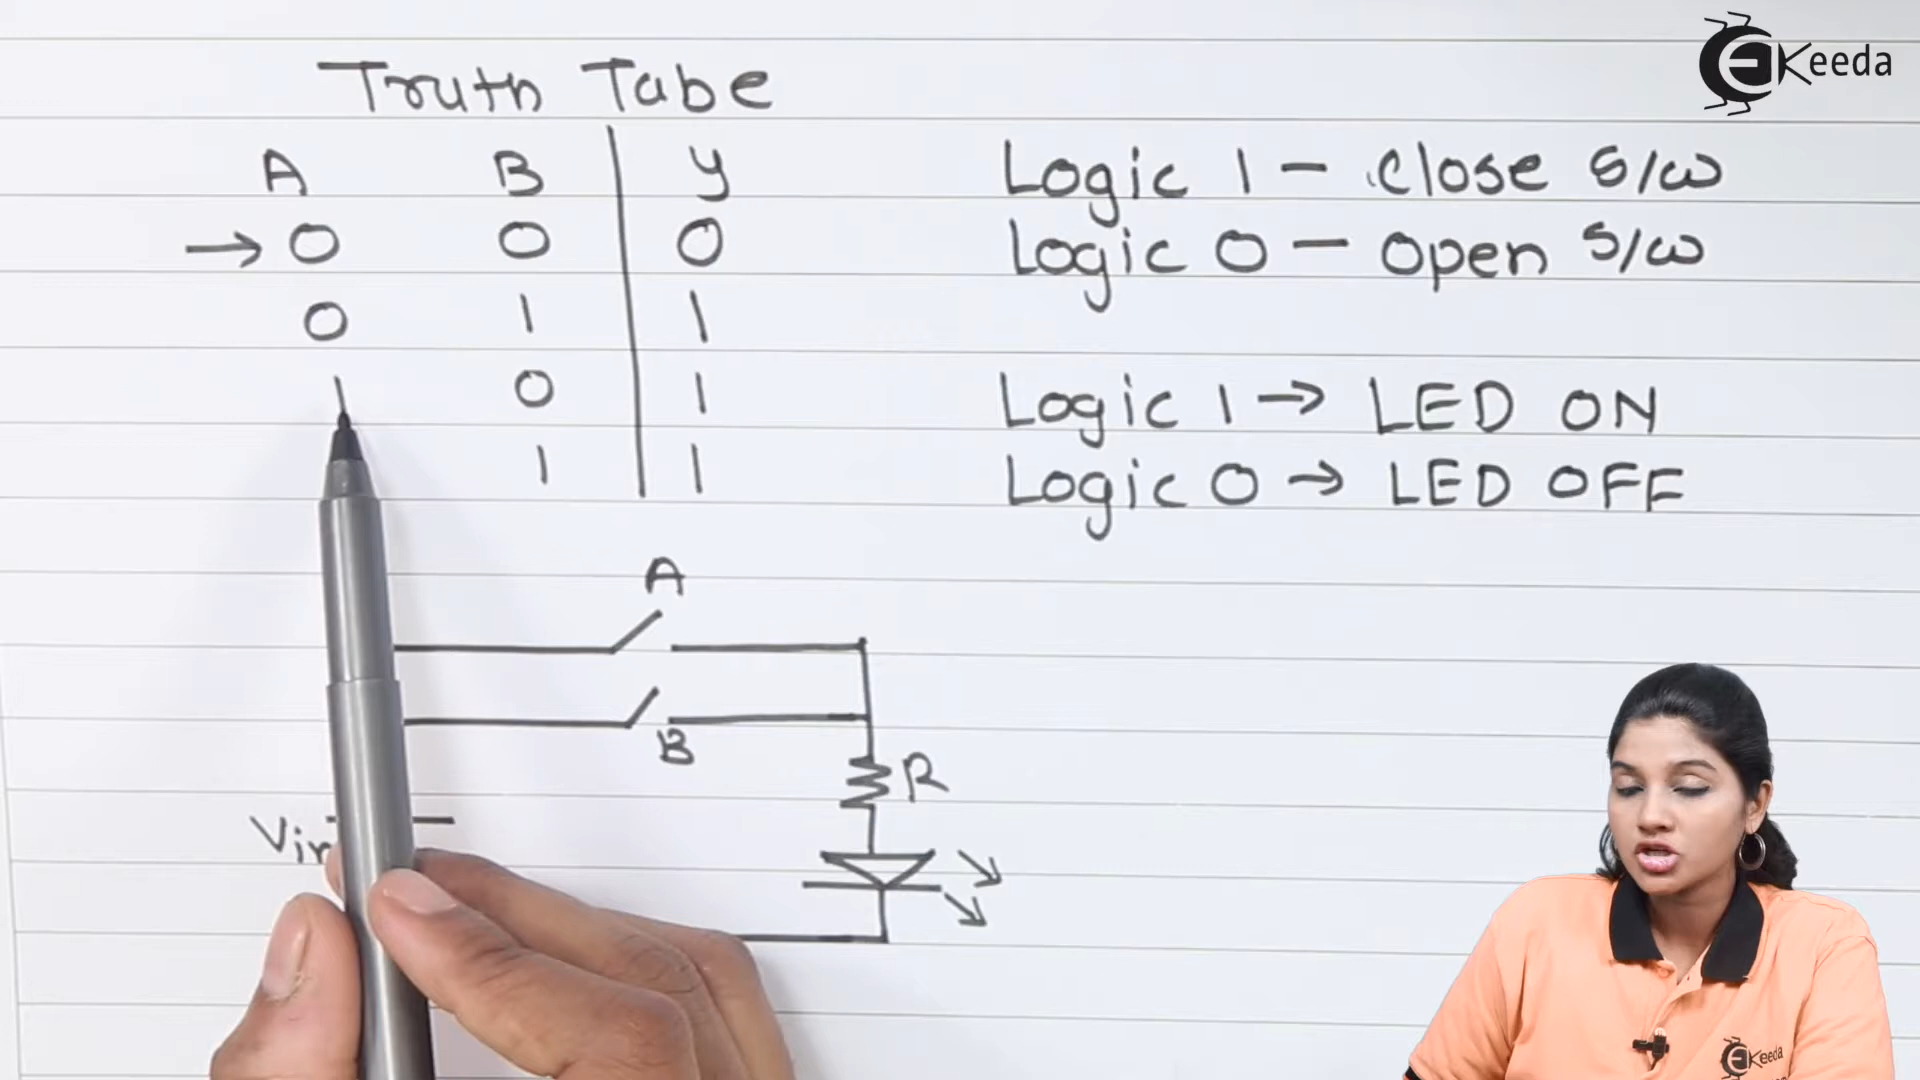 Keeda
Truth Tabe
A B Y
0 0 0
0 1 1
1 0 1
1 1
Logic 1 - Close S/W
Logic 0 - Open S/W
Logic 1 → LED ON
Logic 0 → LED OFF
A
B
R
Vin
Keeda